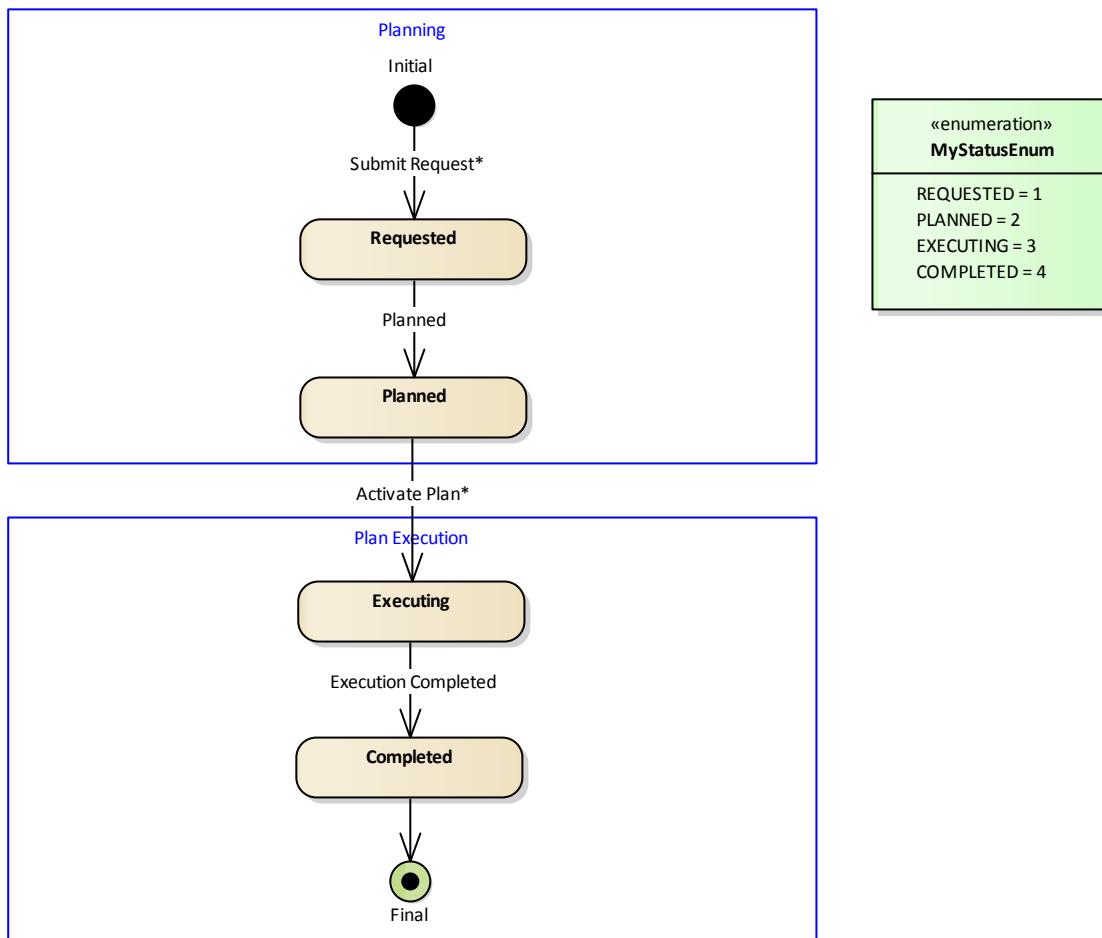 Planning
Initial
Submit Request*
Requested
Planned
Planned
Activate Plan*
Plan Execution
Executing
Execution Completed
Completed
Final
«enumeration»
MyStatusEnum
REQUESTED = 1
PLANNED = 2
EXECUTING = 3
COMPLETED = 4